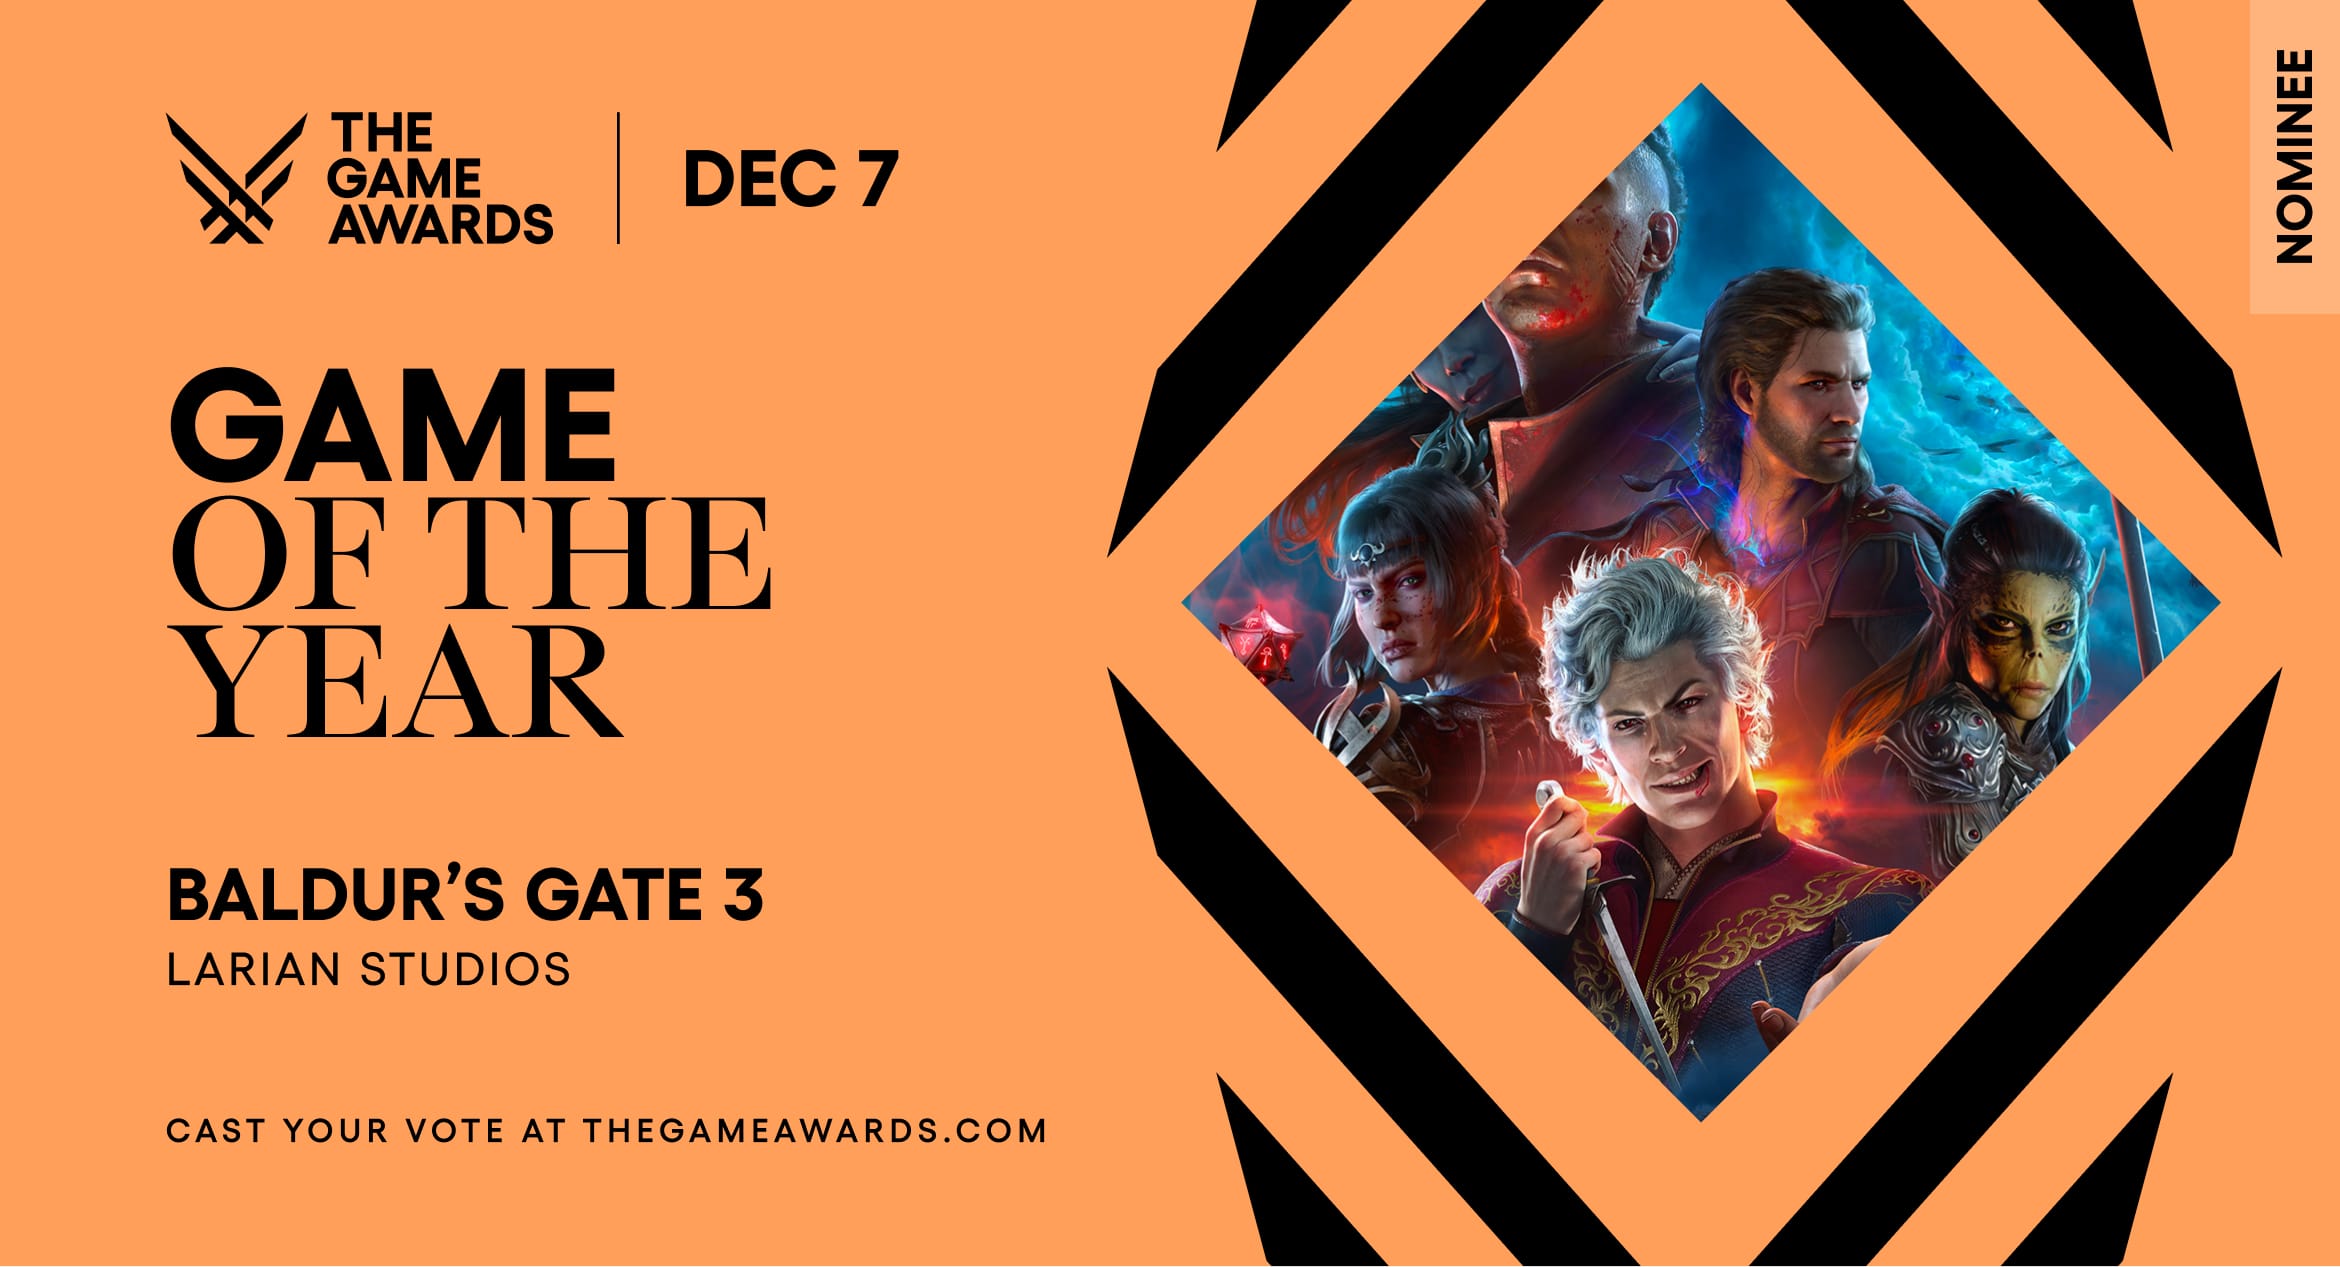 THE
GAME
AWARDS
DEC 7
NOMINEE
GAME
OF THE
YEAR
BALDUR’S GATE 3
LARIAN STUDIOS
CAST YOUR VOTE AT THEGAMEAWARDS.COM